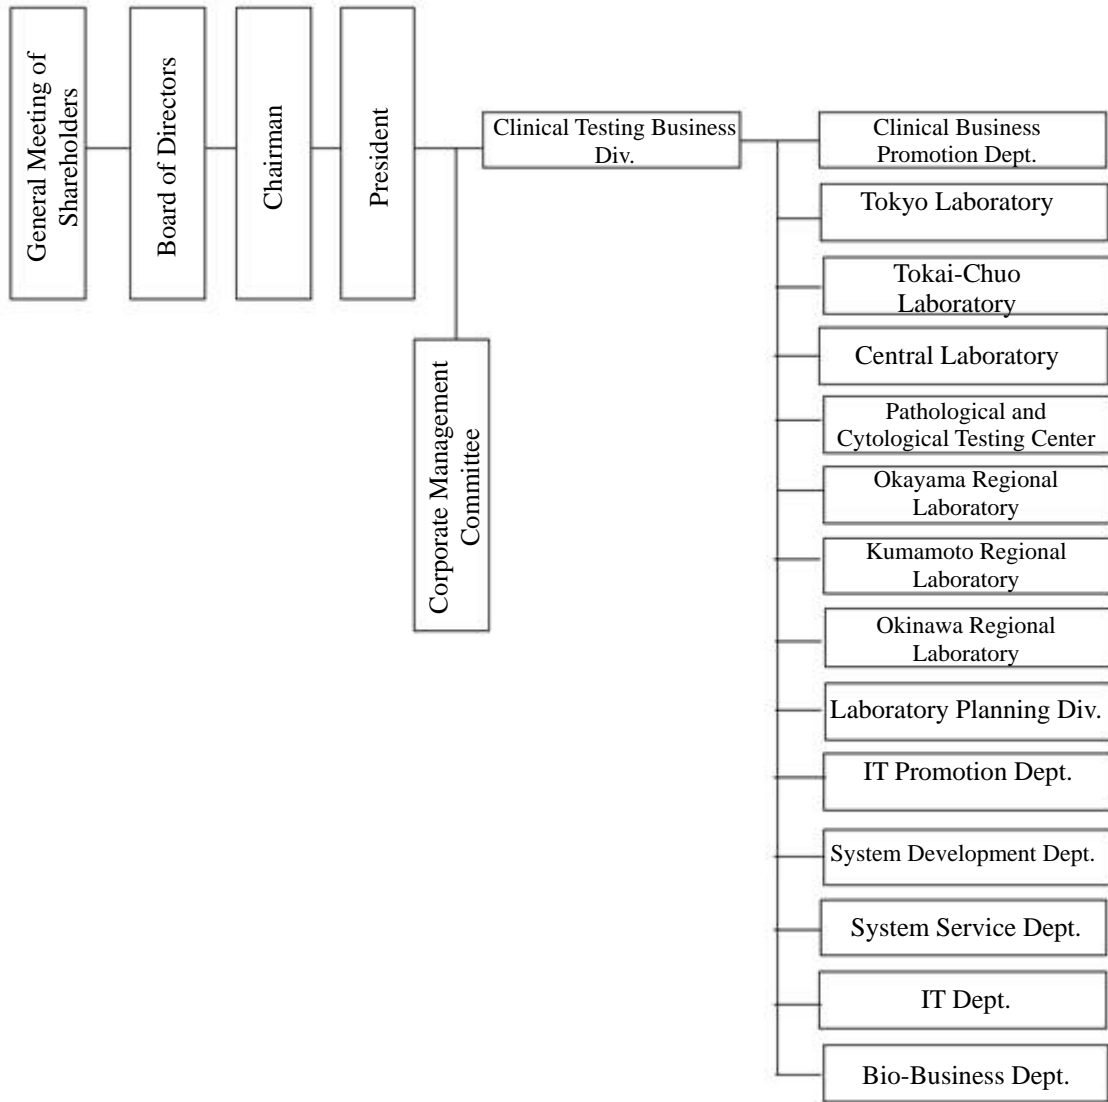 General Meeting of
Shareholders
Board of Directors
Chairman
President
Corporate Management
Committee
Clinical Testing Business
Div.
Clinical Business
Promotion Dept.
Tokyo Laboratory
Tokai-Chuo
Laboratory
Central Laboratory
Pathological and
Cytological Testing Center
Okayama Regional
Laboratory
Kumamoto Regional
Laboratory
Okinawa Regional
Laboratory
Laboratory Planning Div.
IT Promotion Dept.
System Development Dept.
System Service Dept.
IT Dept.
Bio-Business Dept.